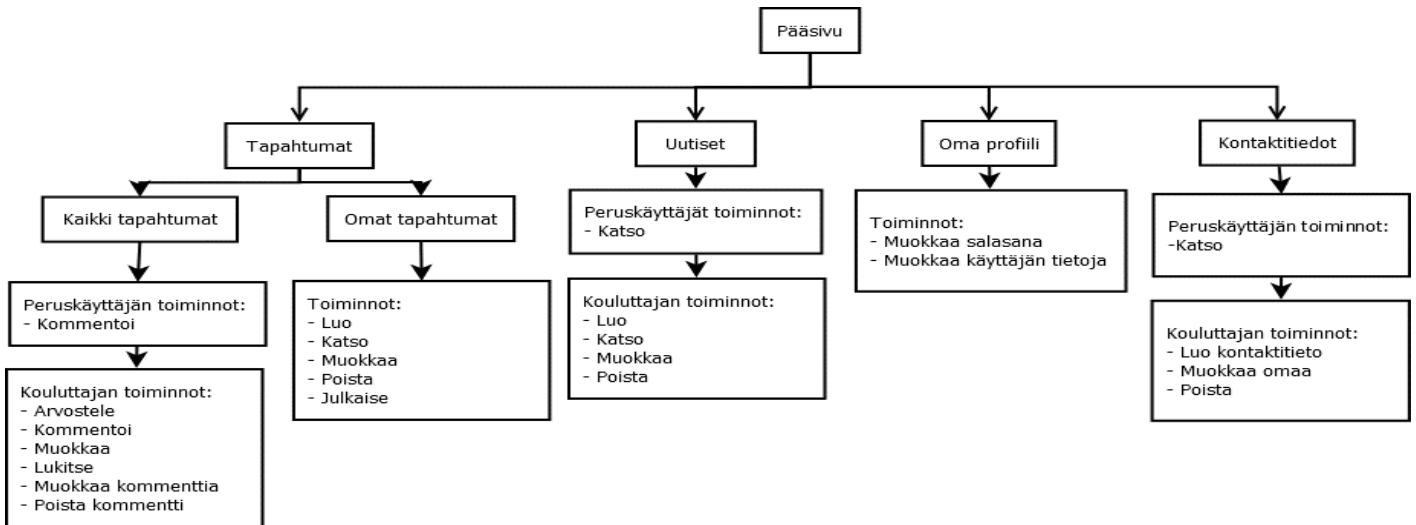 Pääsivu
Tapahtumat
Uutiset
Oma profiili
Kontaktitiedot
Kaikki tapahtumat
Omat tapahtumat
Peruskäyttäjän toiminnot:
- Kommentoi
Kouluttajan toiminnot:
- Arvostele
- Kommentoi
- Muokkaa
- Lukitse
- Muokkaa kommenttia
- Poista kommentti
Toiminnot:
- Luo
- Katso
- Muokkaa
- Poista
- Julkaise
Peruskäyttäjät toiminnot:
- Katso
Kouluttajan toiminnot:
- Luo
- Katso
- Muokkaa
- Poista
Toiminnot:
- Muokkaa salasana
- Muokkaa käyttäjän tietoja
Peruskäyttäjän toiminnot:
-Katso
Kouluttajan toiminnot:
- Luo kontaktitieto
- Muokkaa omaa
- Poista